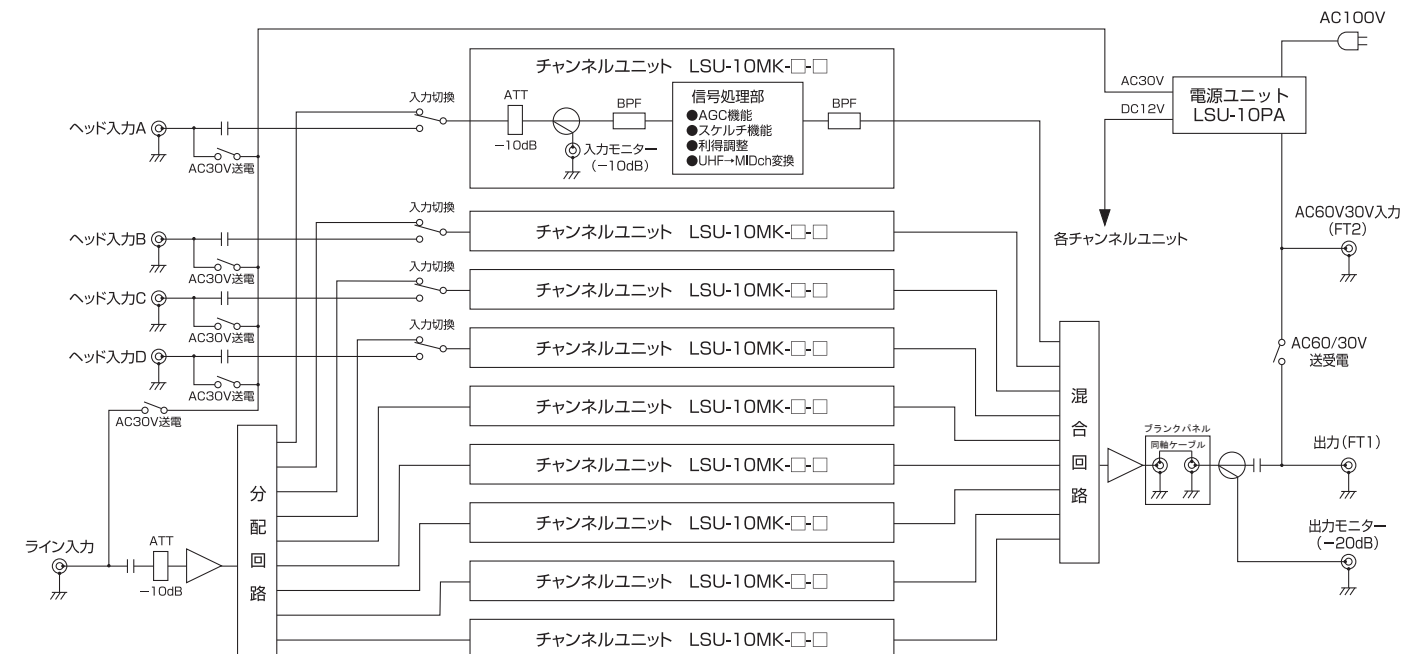 AC100V
チャンネルユニット LSU-10MK-□-□
AC30V
DC12V
電源ユニット
LSU-10PA
入力切換
ATT
−10dB
BPF
信号処理部
●AGC機能
●スケルチ機能
●利得調整
●UHF→MIDch変換
BPF
入力モニター
(−10dB)
ヘッド入力A
AC30V送電
入力切換
チャンネルユニット LSU-10MK-□-□
各チャンネルユニット
AC60V30V入力
(FT2)
ヘッド入力B
AC30V送電
入力切換
チャンネルユニット LSU-10MK-□-□
ヘッド入力C
AC30V送電
入力切換
チャンネルユニット LSU-10MK-□-□
ヘッド入力D
AC30V送電
AC60/30V
送受電
AC30V送電
チャンネルユニット LSU-10MK-□-□
チャンネルユニット LSU-10MK-□-□
チャンネルユニット LSU-10MK-□-□
チャンネルユニット LSU-10MK-□-□
チャンネルユニット LSU-10MK-□-□
混合回路
ブランクパネル
同軸ケーブル
出力(FT1)
出力モニター
(−20dB)
分配回路
ライン入力
ATT
−10dB